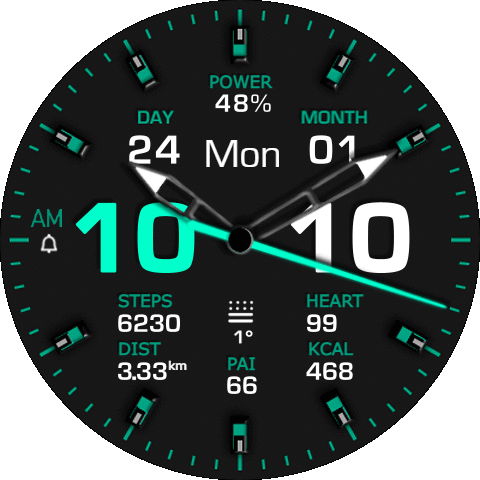 POWER
48%
DAY
MONTH
24
Mon
01
AM
10
10
STEPS
6230
HEART
99
1°
DIST
3.33km
PAI
66
KCAL
468